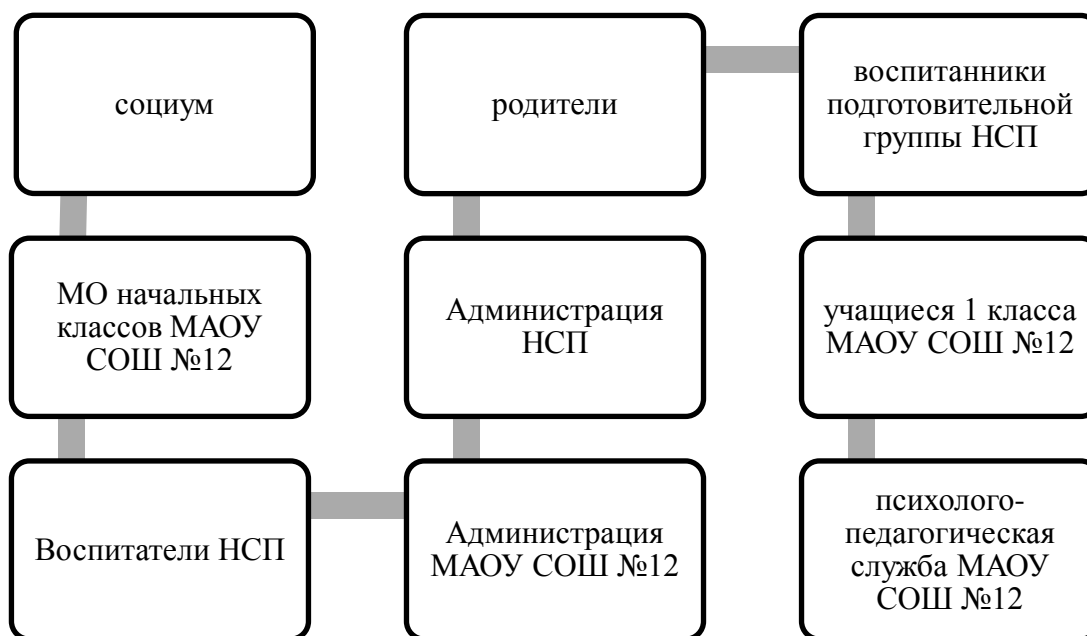 социум
родители
воспитанники
подготовительной
группы НСП
МО начальных
классов МАОУ
СОШ №12
Администрация
НСП
учащиеся 1 класса
МАОУ СОШ №12
Воспитатели НСП
Администрация
МАОУ СОШ №12
психолого-
педагогическая
служба МАОУ
СОШ №12